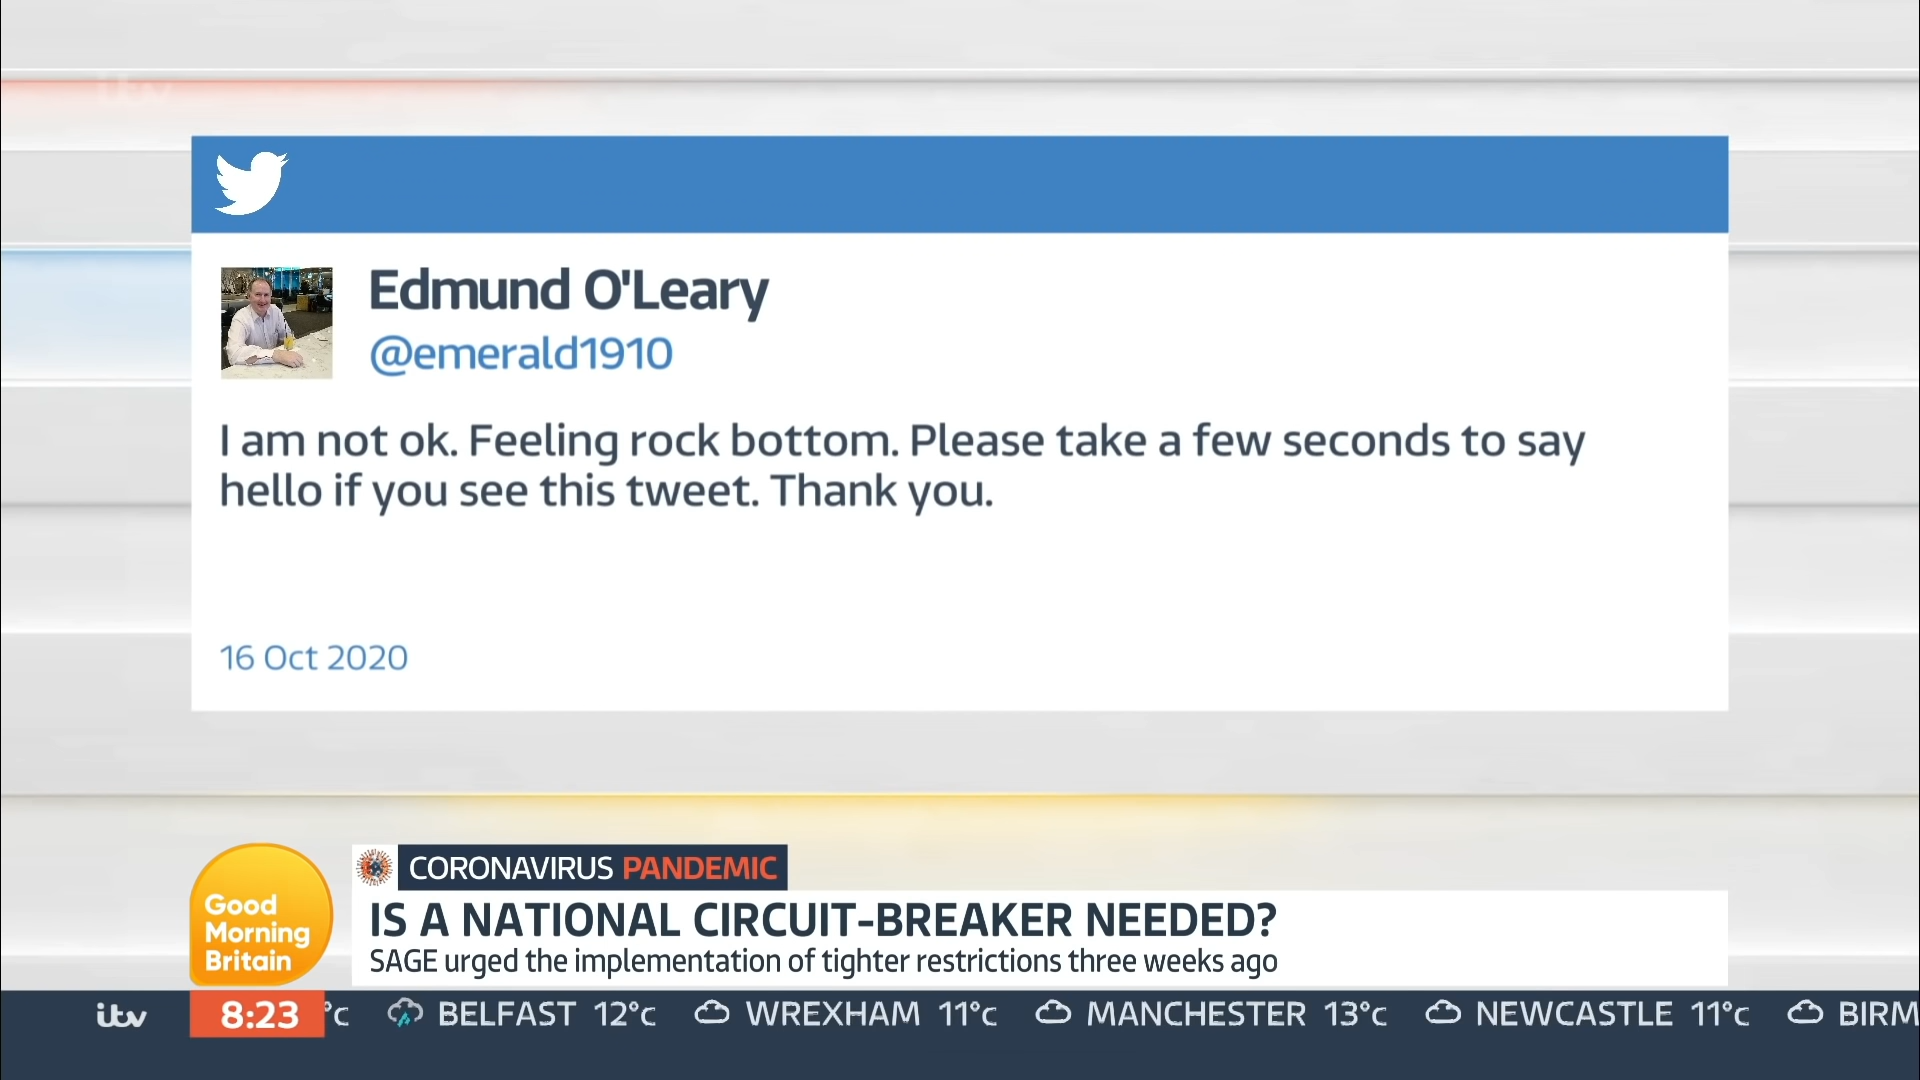 itv
Edmund O'Leary
@emerald1910
I am not ok. Feeling rock bottom. Please take a few seconds to say
hello if you see this tweet. Thank you.
16 Oct 2020
Good
Morning
Britain
CORONAVIRUS PANDEMIC
IS A NATIONAL CIRCUIT-BREAKER NEEDED?
SAGE urged the implementation of tighter restrictions three weeks ago
itv 8:23 °c BELFAST 12°c WREXHAM 11°c MANCHESTER 13°c NEWCASTLE 11°c BIRM